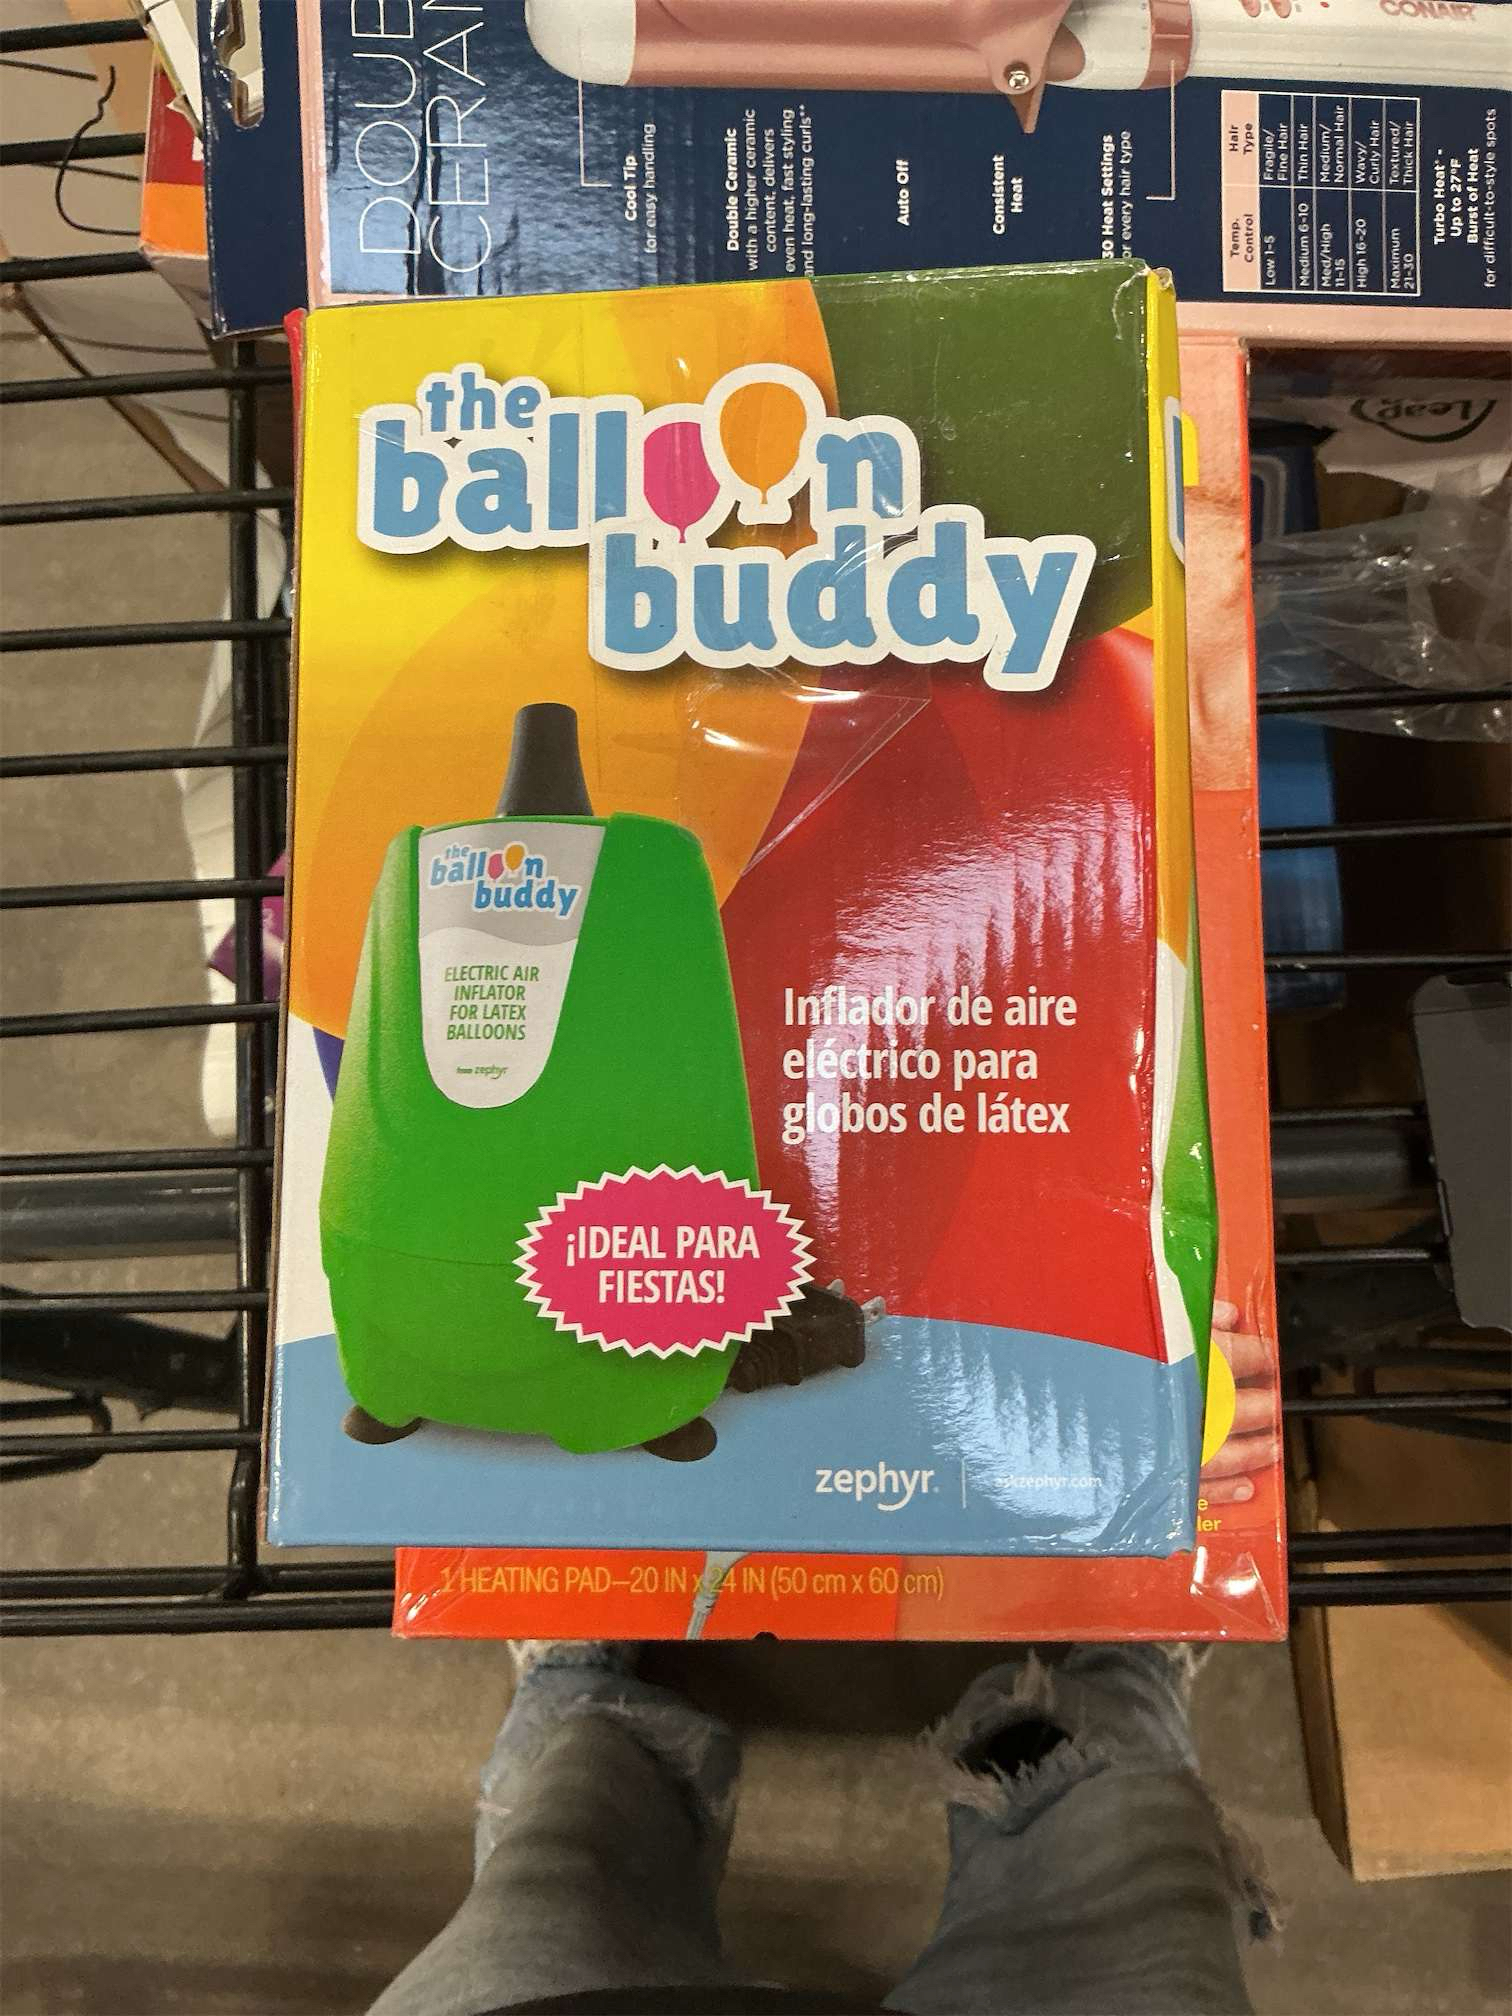 DOUB
CERAM
CONAIR
Cool Tip
for easy handling
Double Ceramic
with a higher ceramic
content, delivers
even heat, fast styling
and long-lasting curls**
Auto Off
Consistent
Heat
30 Heat Settings
for every hair type
Temp. Control Hair Type
Low 1-5 Fragile/ Fine Hair
Medium 6-10 Thin Hair
Med/High 11-15 Medium/ Normal Hair
High 16-20 Wavy/ Curly Hair
Maximum 21-30 Textured/ Thick Hair
Turbo Heat® -
Up to 27°F
Burst of Heat
for difficult-to-style spots
Leap
the
balloon
buddy
the
balloon
buddy
ELECTRIC AIR
INFLATOR
FOR LATEX
BALLOONS
from zephyr
Inflador de aire
eléctrico para
globos de látex
¡IDEAL PARA
FIESTAS!
zephyr. | askzephyr.com
1 HEATING PAD–20 IN x 24 IN (50 cm x 60 cm)